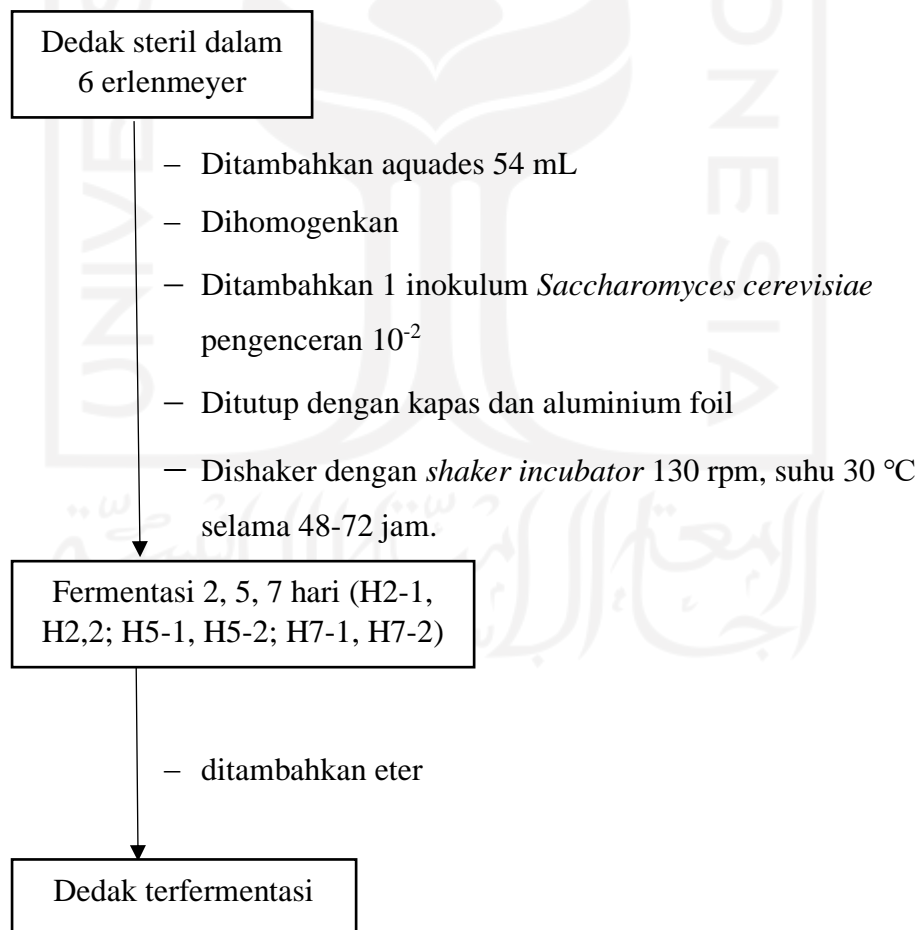 Dedak steril dalam
6 erlenmeyer
– Ditambahkan aquades 54 mL
– Dihomogenkan
– Ditambahkan 1 inokulum Saccharomyces cerevisiae
pengenceran 10⁻²
– Ditutup dengan kapas dan aluminium foil
– Dishaker dengan shaker incubator 130 rpm, suhu 30 °C
selama 48-72 jam.
Fermentasi 2, 5, 7 hari (H2-1,
H2,2; H5-1, H5-2; H7-1, H7-2)
– ditambahkan eter
Dedak terfermentasi